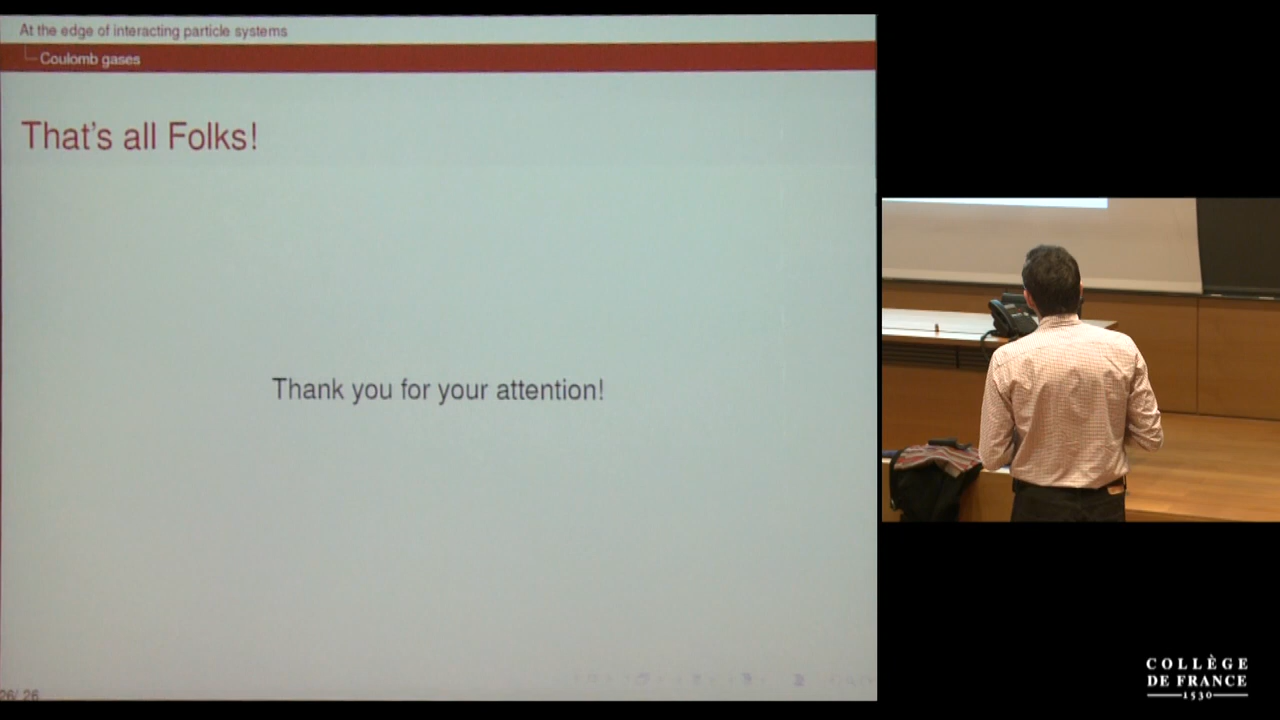 At the edge of interacting particle systems
Coulomb gases
That's all Folks!
Thank you for your attention!
26/ 26
COLLÈGE
DE FRANCE
1530